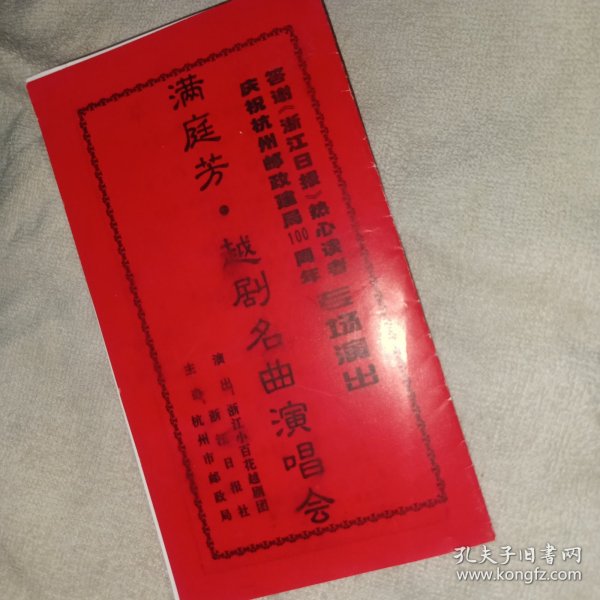 答谢《浙江日报》热心读者
庆祝杭州邮政建局100周年
专场演出
满庭芳·越剧名曲演唱会
演出：浙江小百花越剧团
主办：浙江日报社
杭州市邮政局
孔夫子旧书网
www.kongfz.com